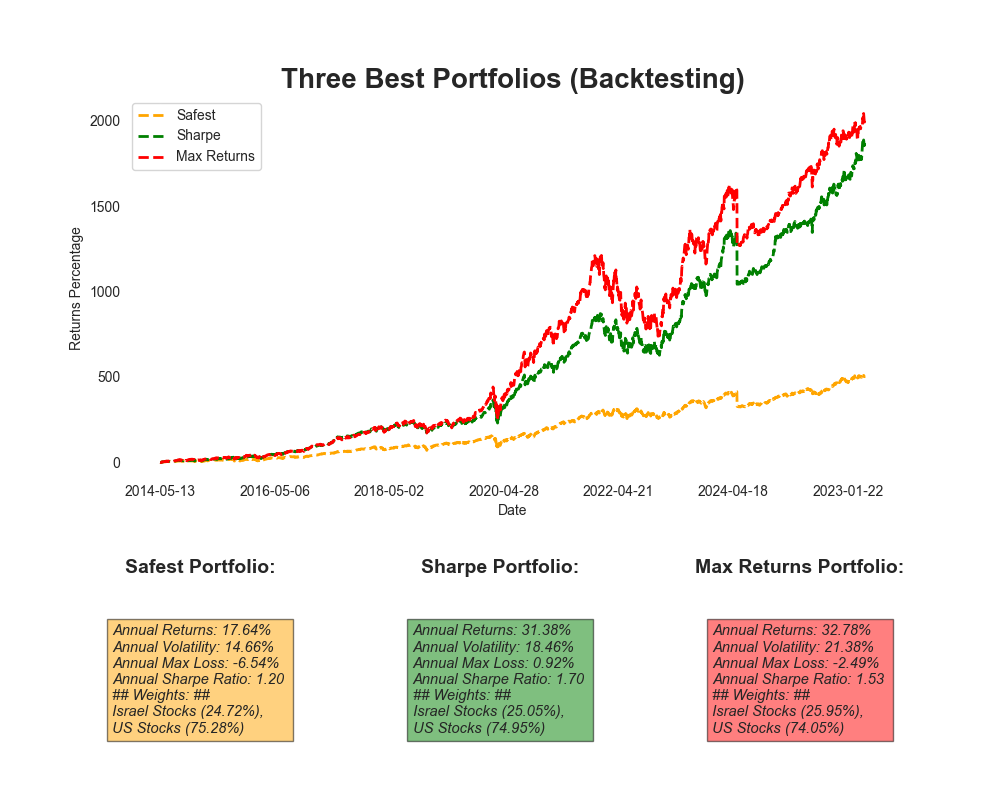 Three Best Portfolios (Backtesting)
Safest
Sharpe
Max Returns
Returns Percentage
2000
1500
1000
500
0
2014-05-13
2016-05-06
2018-05-02
2020-04-28
2022-04-21
2024-04-18
2023-01-22
Date
Safest Portfolio:
Sharpe Portfolio:
Max Returns Portfolio:
Annual Returns: 17.64%
Annual Volatility: 14.66%
Annual Max Loss: -6.54%
Annual Sharpe Ratio: 1.20
## Weights: ##
Israel Stocks (24.72%),
US Stocks (75.28%)
Annual Returns: 31.38%
Annual Volatility: 18.46%
Annual Max Loss: 0.92%
Annual Sharpe Ratio: 1.70
## Weights: ##
Israel Stocks (25.05%),
US Stocks (74.95%)
Annual Returns: 32.78%
Annual Volatility: 21.38%
Annual Max Loss: -2.49%
Annual Sharpe Ratio: 1.53
## Weights: ##
Israel Stocks (25.95%),
US Stocks (74.05%)